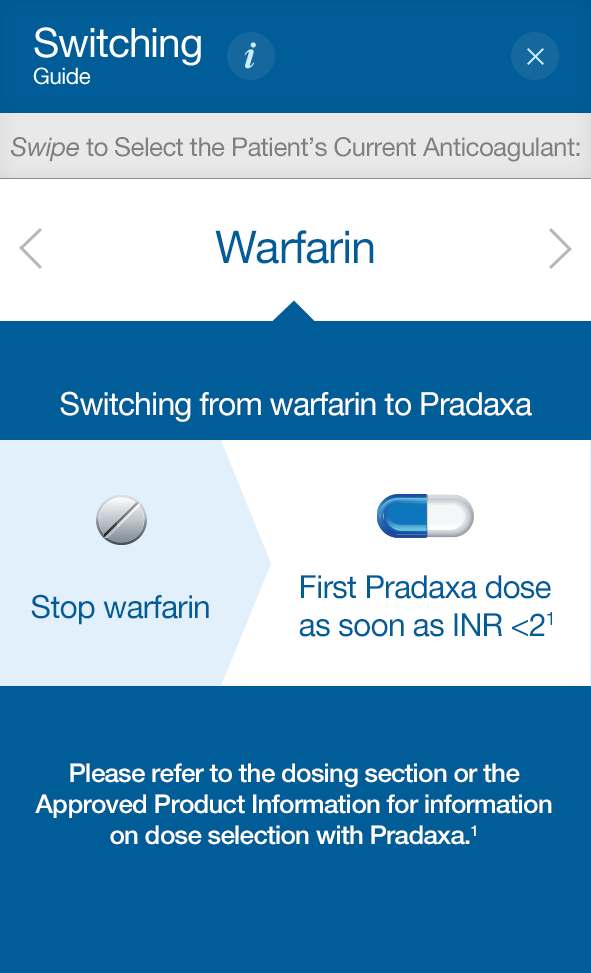 Switching
Guide
i
Swipe to Select the Patient's Current Anticoagulant:
Warfarin
Switching from warfarin to Pradaxa
Stop warfarin
First Pradaxa dose
as soon as INR <2¹
Please refer to the dosing section or the
Approved Product Information for information
on dose selection with Pradaxa.¹